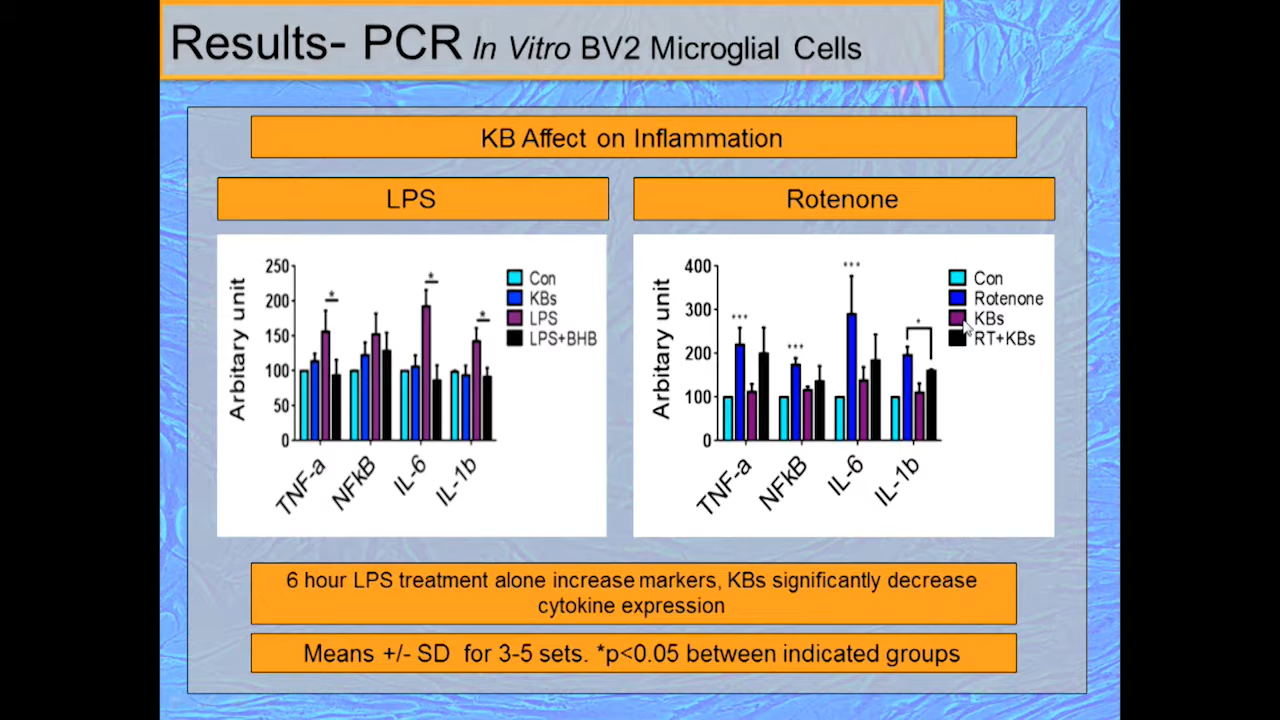 Results- PCR In Vitro BV2 Microglial Cells
KB Affect on Inflammation
LPS
Rotenone
Arbitary unit
250
200
150
100
50
0
*
*
*
TNF-a
NFkB
IL-6
IL-1b
Con
KBs
LPS
LPS+BHB
Arbitary unit
400
300
200
100
0
***
***
***
*
TNF-a
NFkB
IL-6
IL-1b
Con
Rotenone
KBs
RT+KBs
6 hour LPS treatment alone increase markers, KBs significantly decrease
cytokine expression
Means +/- SD for 3-5 sets. *p<0.05 between indicated groups